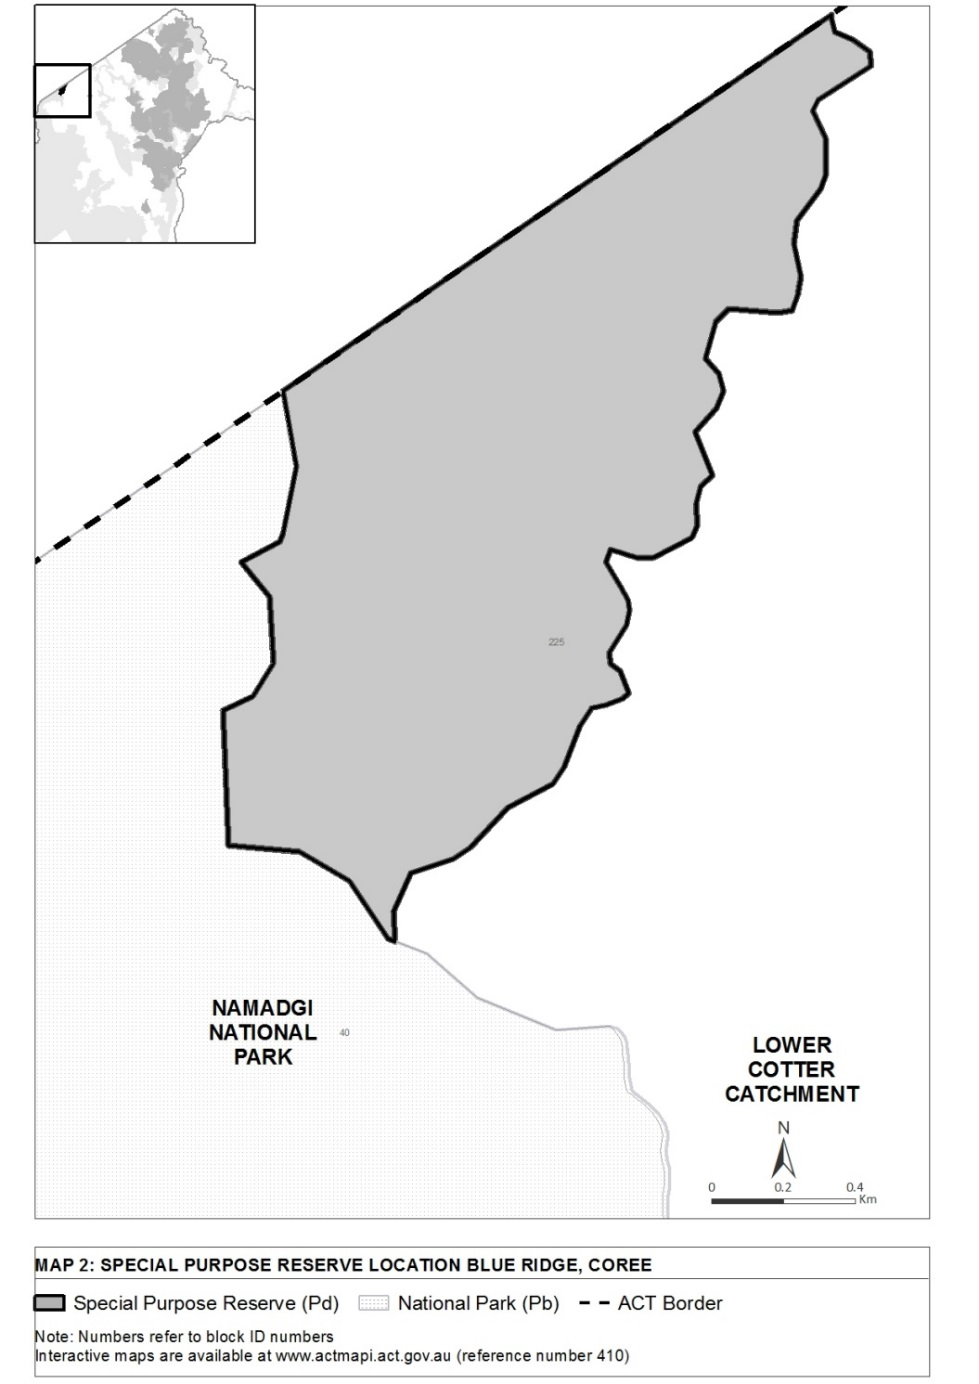 225
NAMADGI
NATIONAL
PARK
40
LOWER
COTTER
CATCHMENT
N
0 0.2 0.4
Km
MAP 2: SPECIAL PURPOSE RESERVE LOCATION BLUE RIDGE, COREE
Special Purpose Reserve (Pd) National Park (Pb) ACT Border
Note: Numbers refer to block ID numbers
Interactive maps are available at www.actmapi.act.gov.au (reference number 410)